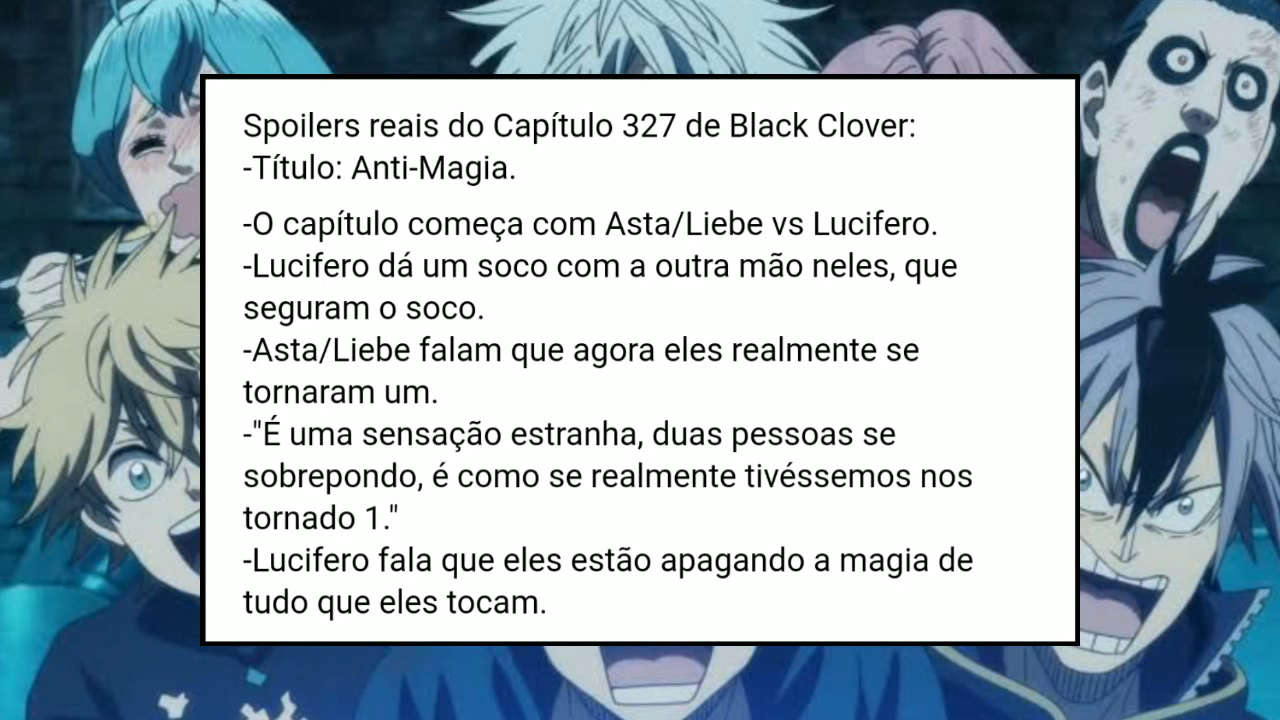 Spoilers reais do Capítulo 327 de Black Clover:
-Título: Anti-Magia.
-O capítulo começa com Asta/Liebe vs Lucifero.
-Lucifero dá um soco com a outra mão neles, que
seguram o soco.
-Asta/Liebe falam que agora eles realmente se
tornaram um.
-"É uma sensação estranha, duas pessoas se
sobrepondo, é como se realmente tivéssemos nos
tornado 1."
-Lucifero fala que eles estão apagando a magia de
tudo que eles tocam.